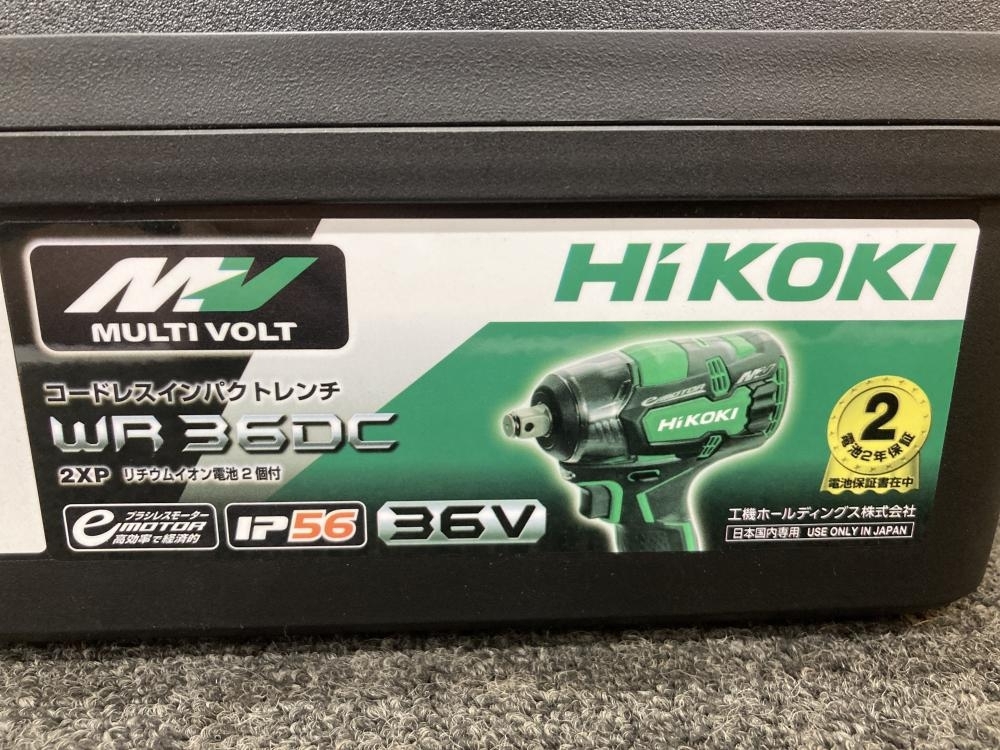 MV
MULTI VOLT
HiKOKI
コードレスインパクトレンチ
WR 36DC
2XP リチウムイオン電池2個付
ブラシレスモーター
e MOTOR
高効率で経済的
IP56
36V
e MOTOR
MV
HiKOKI
2
電池2年保証
電池保証書在中
工機ホールディングス株式会社
日本国内専用 USE ONLY IN JAPAN